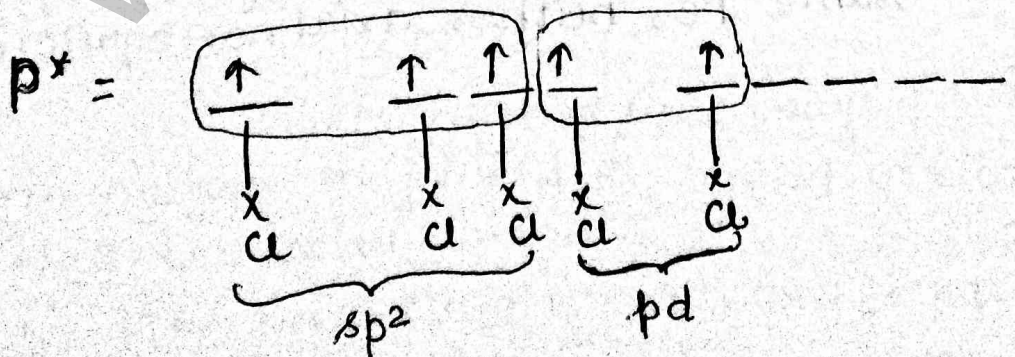 P* = ↑ ↑ ↑ ↑ ↑
x x x x x
Cl Cl Cl Cl Cl
sp² pd